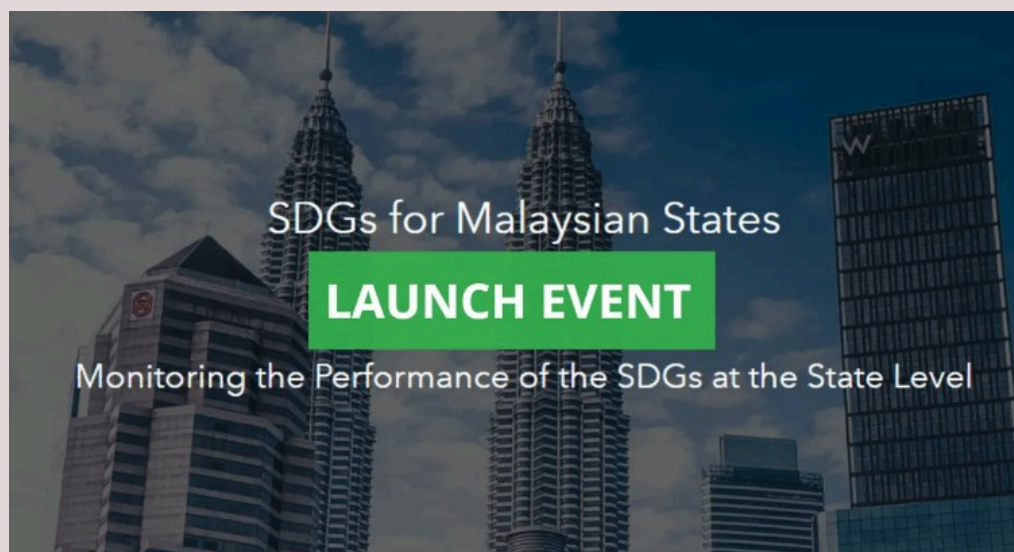 W
SDGs for Malaysian States
LAUNCH EVENT
Monitoring the Performance of the SDGs at the State Level